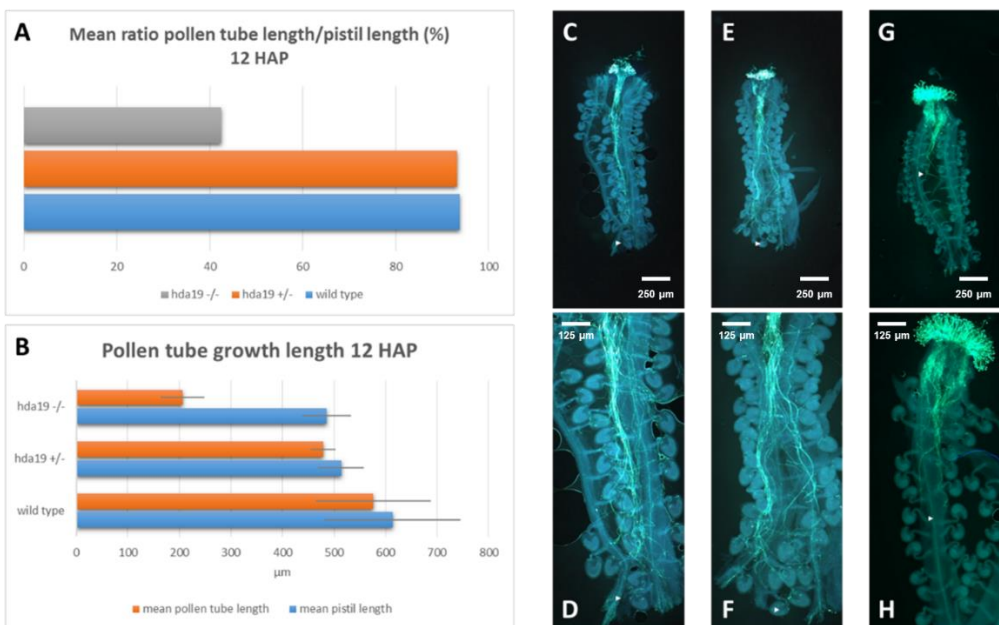 A
Mean ratio pollen tube length/pistil length (%)
12 HAP
0 20 40 60 80 100
hda19 -/- hda19 +/- wild type
B
Pollen tube growth length 12 HAP
hda19 -/-
hda19 +/-
wild type
0 100 200 300 400 500 600 700 800
µm
mean pollen tube length mean pistil length
C
250 µm
E
250 µm
G
250 µm
125 µm
D
125 µm
F
125 µm
H